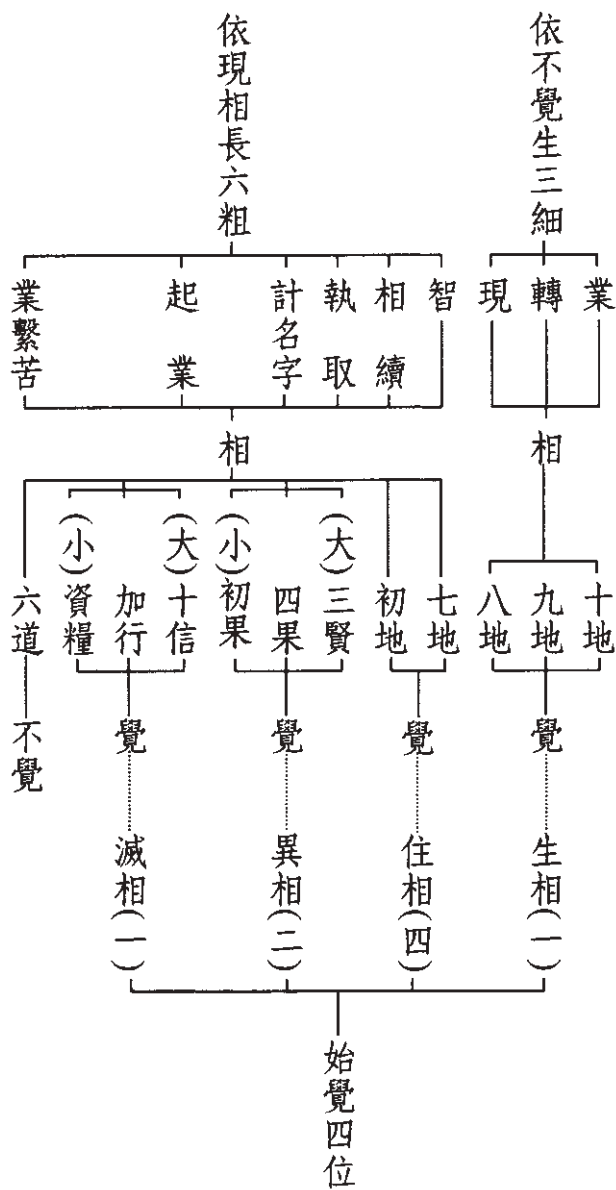 依不覺生三細
業
轉
現
相
十地
九地
八地
覺
生相(一)
依現相長六粗
智
相續
執取
計名字
起業
業繫苦
相
七地
初地
覺
住相(四)
(大)三賢
四果
(小)初果
覺
異相(二)
(大)十信
加行
(小)資糧
覺
滅相(一)
六道
不覺
始覺四位